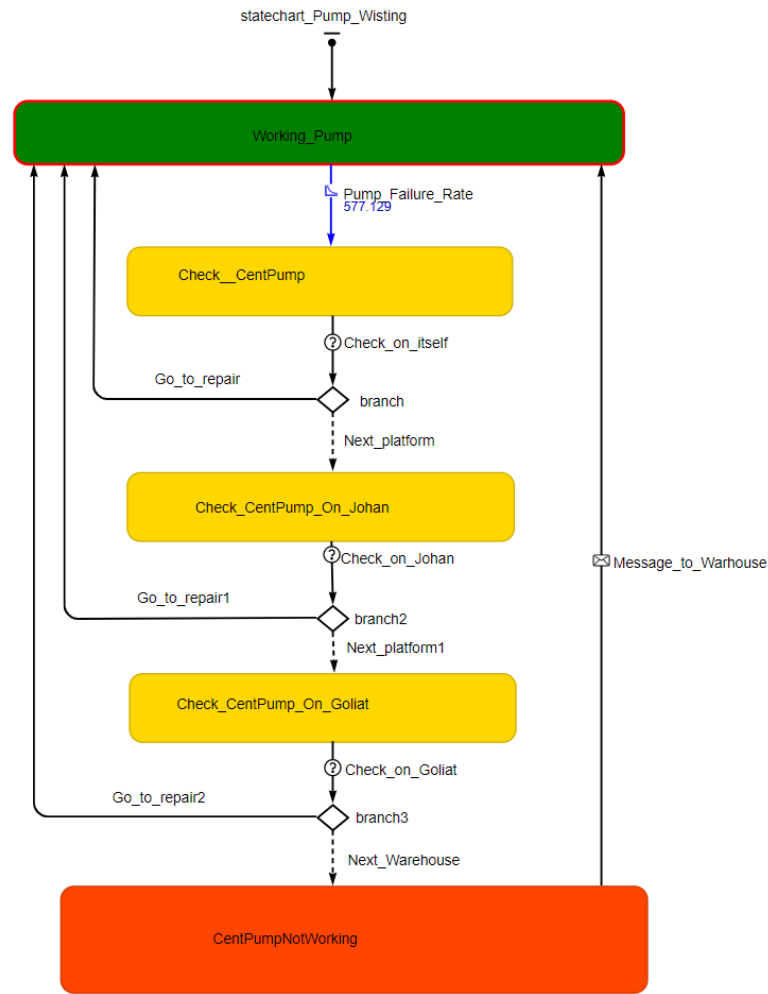 statechart_Pump_Wisting
Working_Pump
Pump_Failure_Rate
577.129
Check__CentPump
Check_on_itself
Go_to_repair
branch
Next_platform
Check_CentPump_On_Johan
Check_on_Johan
Message_to_Warhouse
Go_to_repair1
branch2
Next_platform1
Check_CentPump_On_Goliat
Check_on_Goliat
Go_to_repair2
branch3
Next_Warehouse
CentPumpNotWorking